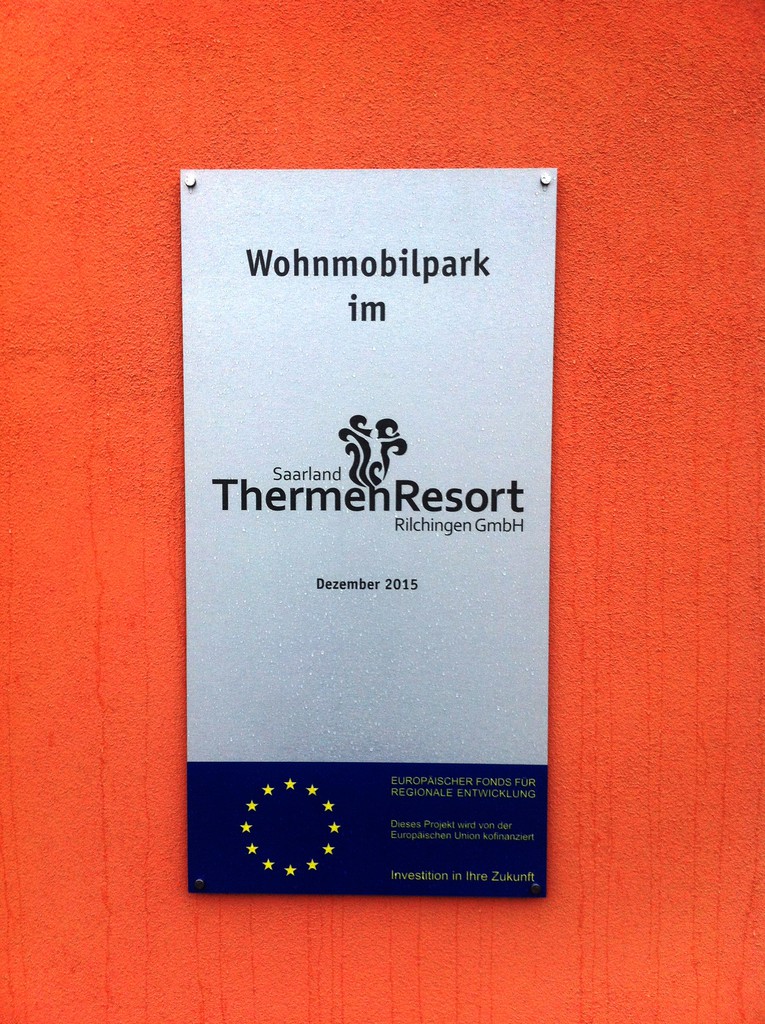 Wohnmobilpark
im
Saarland
ThermenResort
Rilchingen GmbH
Dezember 2015
EUROPÄISCHER FONDS FÜR
REGIONALE ENTWICKLUNG
Dieses Projekt wird von der
Europäischen Union kofinanziert
Investition in Ihre Zukunft